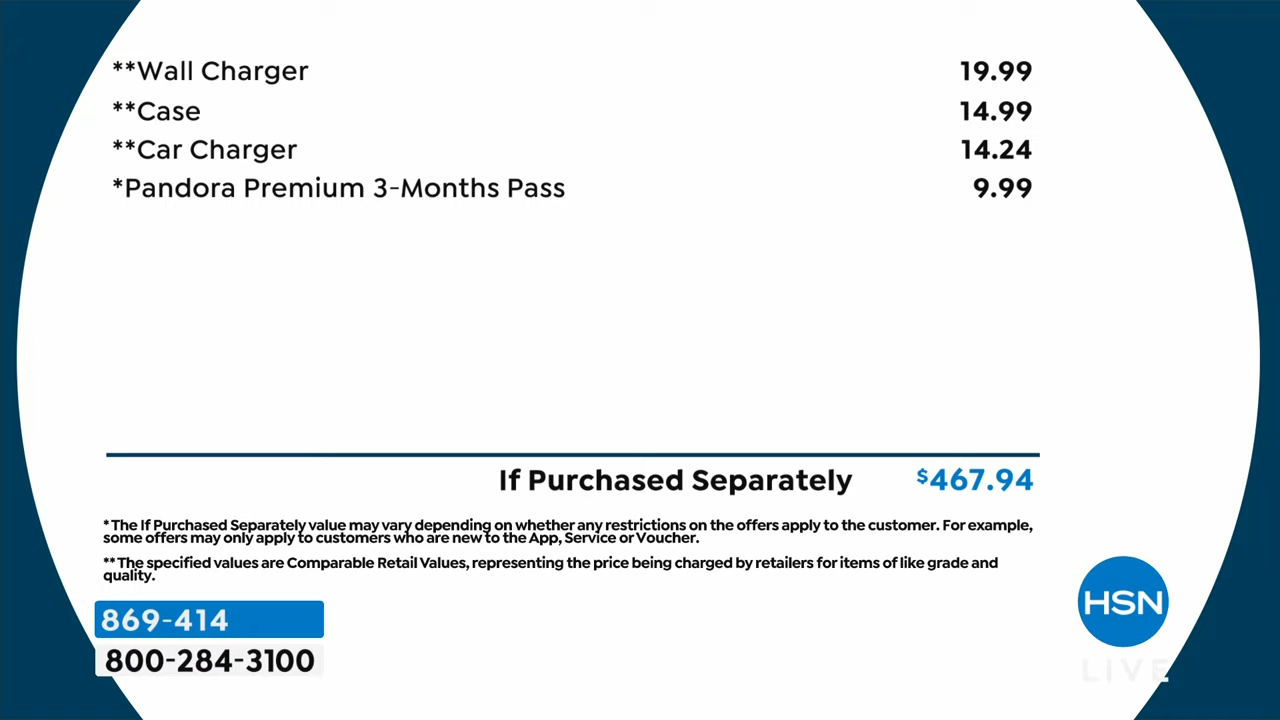 **Wall Charger 19.99
**Case 14.99
**Car Charger 14.24
*Pandora Premium 3-Months Pass 9.99
If Purchased Separately $467.94
* The If Purchased Separately value may vary depending on whether any restrictions on the offers apply to the customer. For example,
some offers may only apply to customers who are new to the App, Service or Voucher.
** The specified values are Comparable Retail Values, representing the price being charged by retailers for items of like grade and
quality.
869-414
800-284-3100
HSN
LIVE